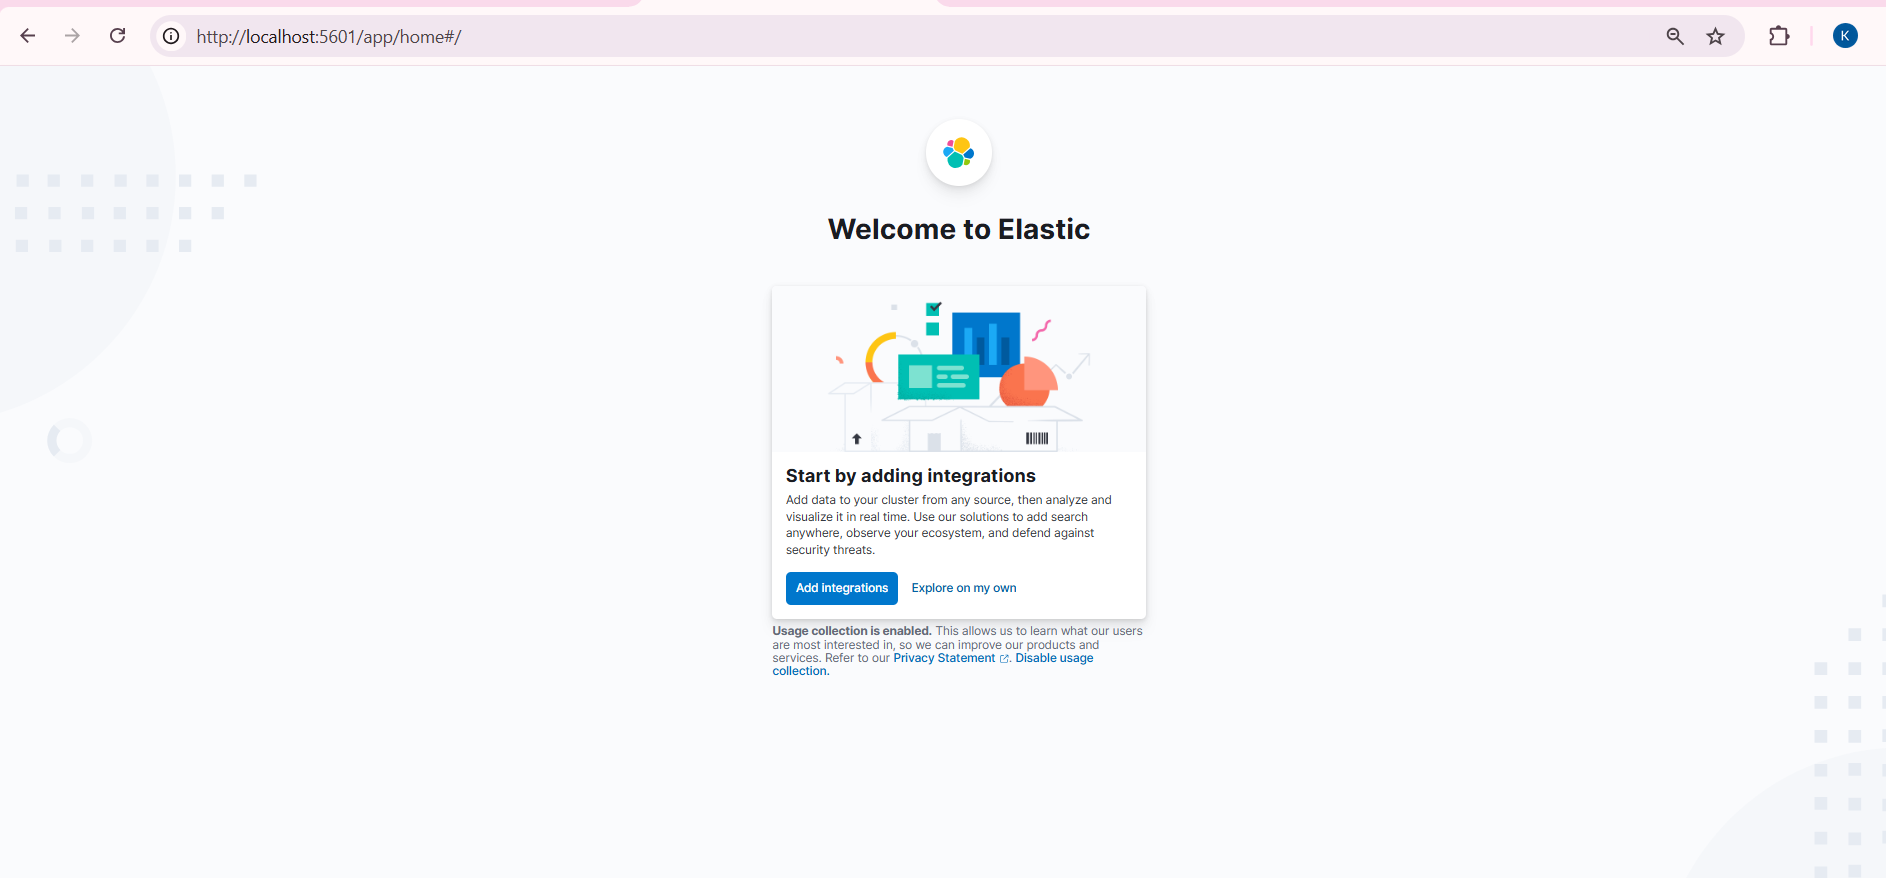 http://localhost:5601/app/home#/
K
Welcome to Elastic
Start by adding integrations
Add data to your cluster from any source, then analyze and
visualize it in real time. Use our solutions to add search
anywhere, observe your ecosystem, and defend against
security threats.
Add integrations
Explore on my own
Usage collection is enabled. This allows us to learn what our users
are most interested in, so we can improve our products and
services. Refer to our Privacy Statement. Disable usage
collection.